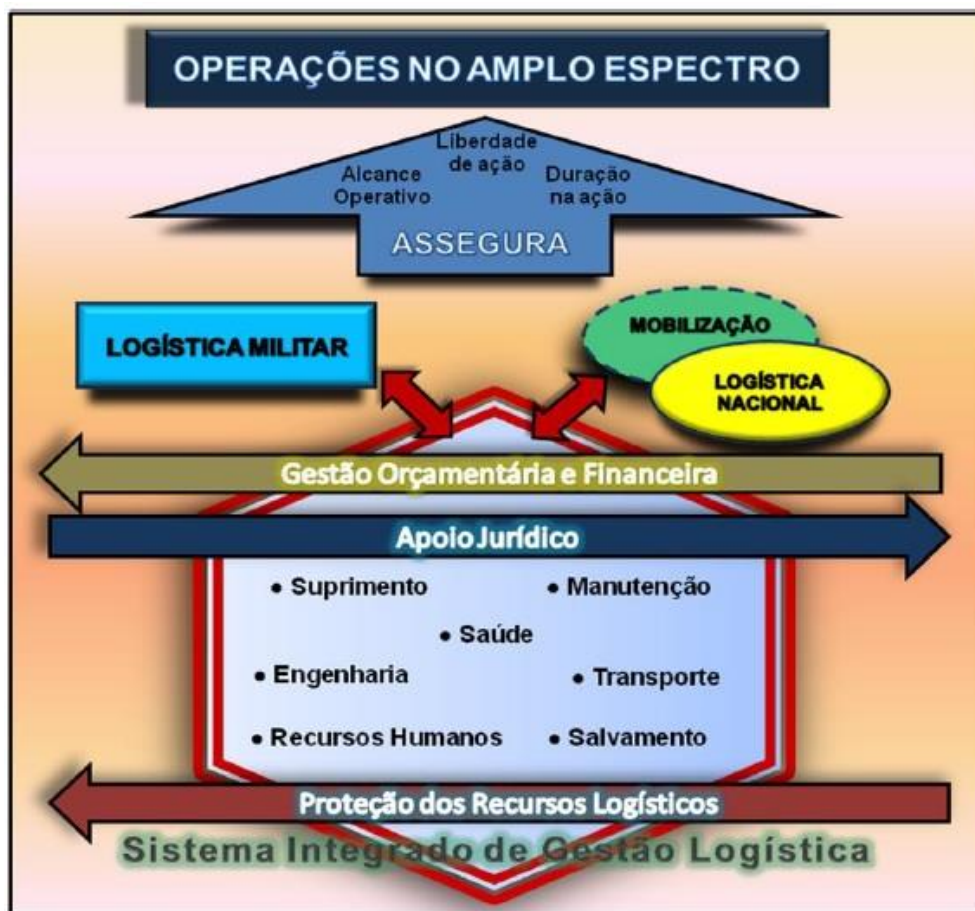 OPERAÇÕES NO AMPLO ESPECTRO
Liberdade
de ação
Alcance
Operativo
Duração
na ação
ASSEGURA
LOGÍSTICA MILITAR
MOBILIZAÇÃO
LOGÍSTICA
NACIONAL
Gestão Orçamentária e Financeira
Apoio Jurídico
• Suprimento
• Manutenção
• Saúde
• Engenharia
• Transporte
• Recursos Humanos
• Salvamento
Proteção dos Recursos Logísticos
Sistema Integrado de Gestão Logística